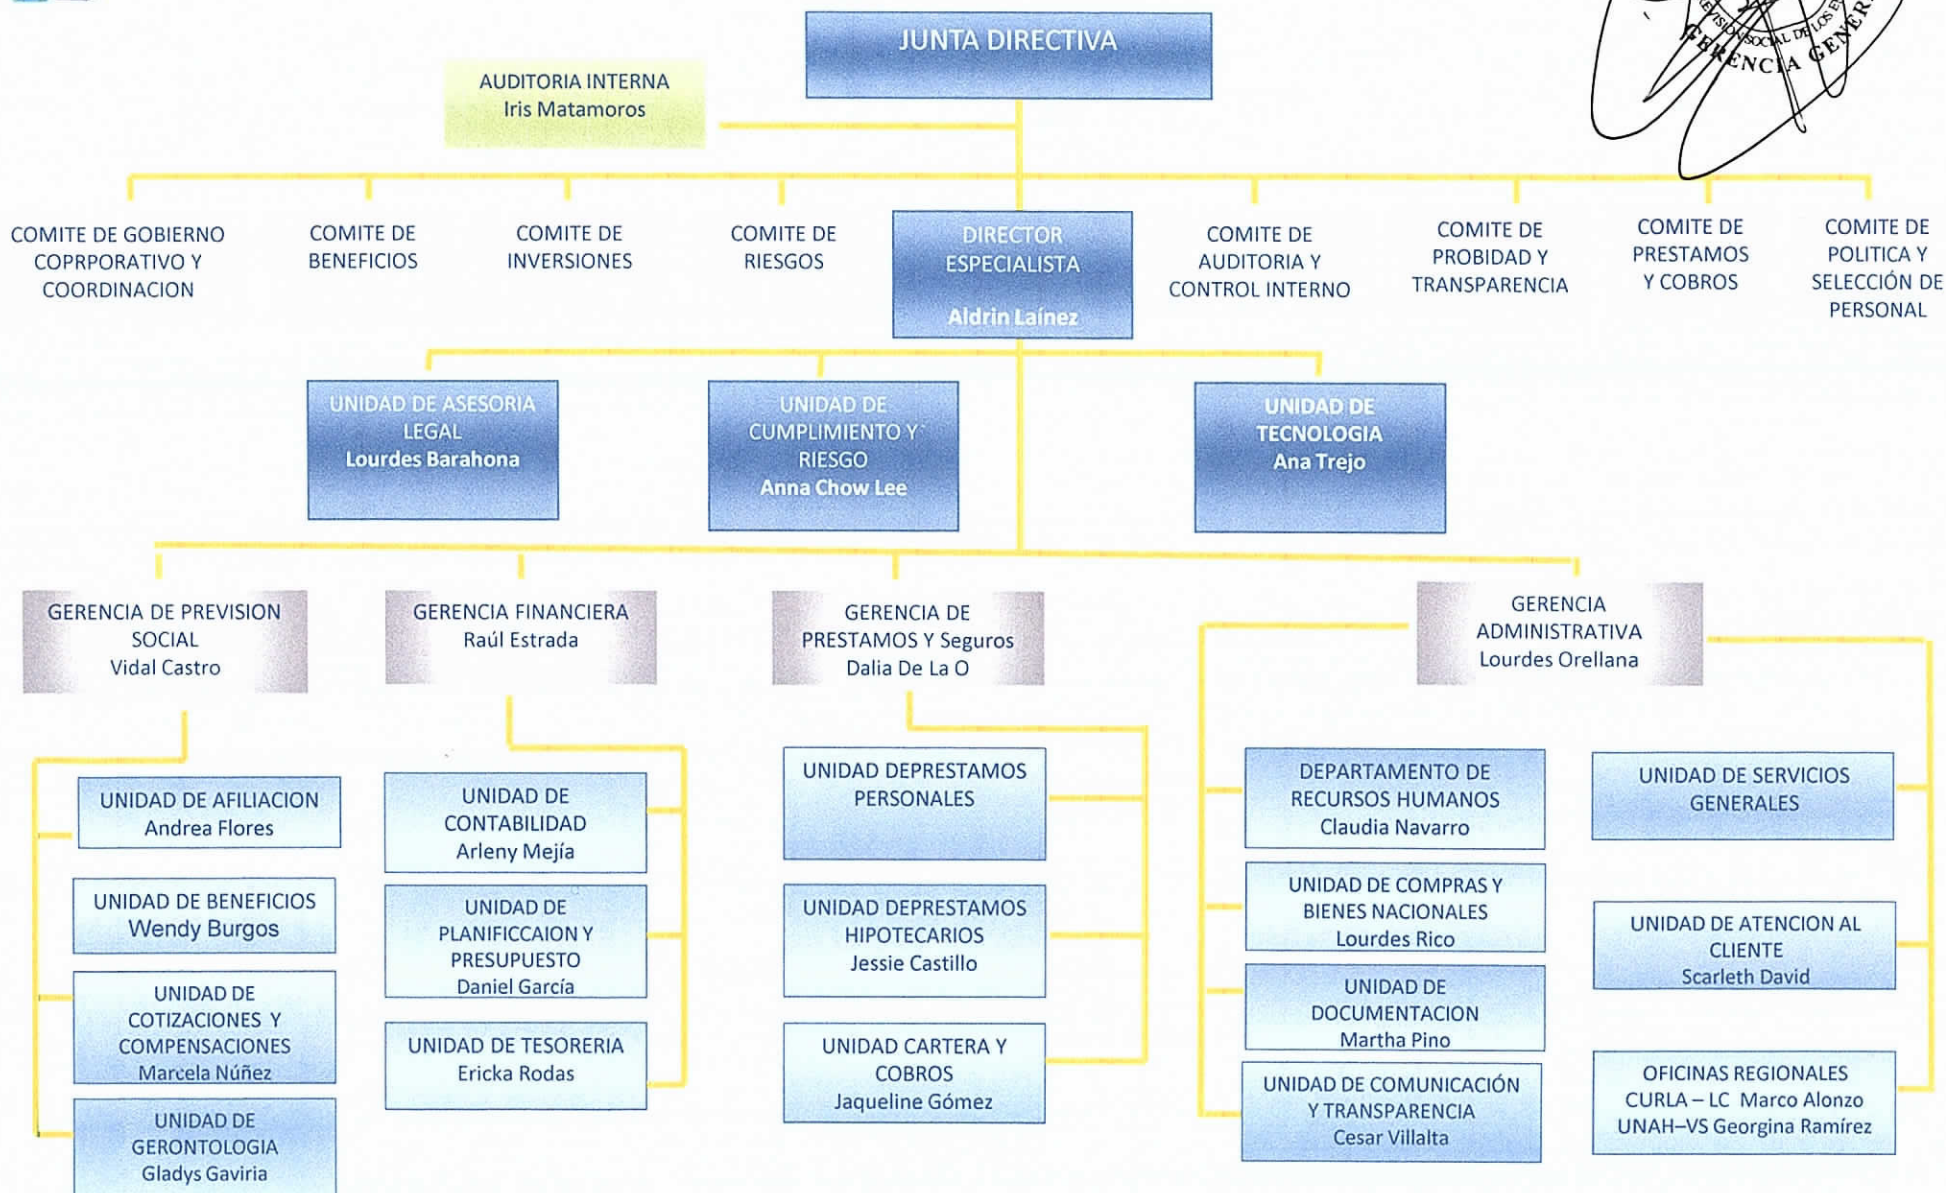 JUNTA DIRECTIVA
SOCIAL DE LOS
GERENCIA
AUDITORIA INTERNA
Iris Matamoros
COMITE DE GOBIERNO
COPRPORATIVO Y
COORDINACION
COMITE DE
BENEFICIOS
COMITE DE
INVERSIONES
COMITE DE
RIESGOS
DIRECTOR
ESPECIALISTA
Aldrin Laínez
COMITE DE
AUDITORIA Y
CONTROL INTERNO
COMITE DE
PROBIDAD Y
TRANSPARENCIA
COMITE DE
PRESTAMOS
Y COBROS
COMITE DE
POLITICA Y
SELECCIÓN DE
PERSONAL
UNIDAD DE ASESORIA
LEGAL
Lourdes Barahona
UNIDAD DE
CUMPLIMIENTO Y
RIESGO
Anna Chow Lee
UNIDAD DE
TECNOLOGIA
Ana Trejo
GERENCIA DE PREVISION
SOCIAL
Vidal Castro
GERENCIA FINANCIERA
Raúl Estrada
GERENCIA DE
PRESTAMOS Y Seguros
Dalia De La O
GERENCIA
ADMINISTRATIVA
Lourdes Orellana
UNIDAD DE AFILIACION
Andrea Flores
UNIDAD DE BENEFICIOS
Wendy Burgos
UNIDAD DE
COTIZACIONES Y
COMPENSACIONES
Marcela Núñez
UNIDAD DE
GERONTOLOGIA
Gladys Gaviria
UNIDAD DE
CONTABILIDAD
Arleny Mejía
UNIDAD DE
PLANIFICCAION Y
PRESUPUESTO
Daniel García
UNIDAD DE TESORERIA
Ericka Rodas
UNIDAD DEPRESTAMOS
PERSONALES
UNIDAD DEPRESTAMOS
HIPOTECARIOS
Jessie Castillo
UNIDAD CARTERA Y
COBROS
Jaqueline Gómez
DEPARTAMENTO DE
RECURSOS HUMANOS
Claudia Navarro
UNIDAD DE COMPRAS Y
BIENES NACIONALES
Lourdes Rico
UNIDAD DE
DOCUMENTACION
Martha Pino
UNIDAD DE COMUNICACIÓN
Y TRANSPARENCIA
Cesar Villalta
UNIDAD DE SERVICIOS
GENERALES
UNIDAD DE ATENCION AL
CLIENTE
Scarleth David
OFICINAS REGIONALES
CURLA – LC Marco Alonzo
UNAH–VS Georgina Ramírez